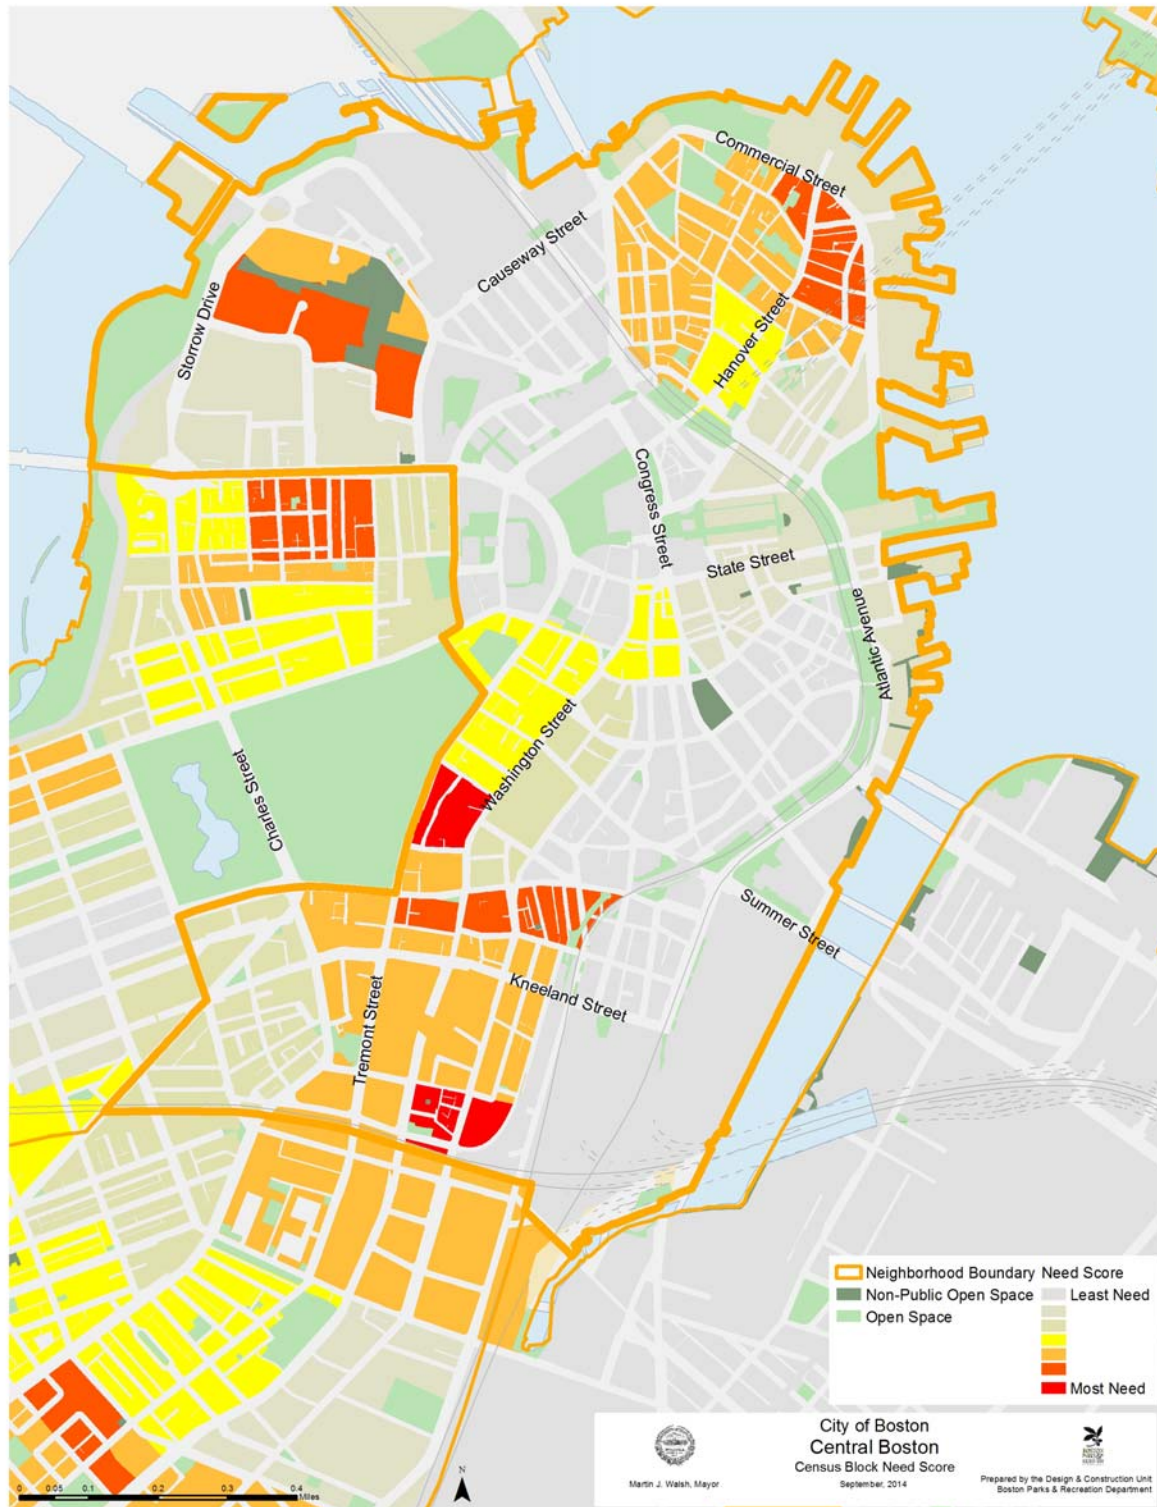 Commercial Street
Causeway Street
Storrow Drive
Hanover Street
Congress Street
State Street
Atlantic Avenue
Washington Street
Charles Street
Summer Street
Kneeland Street
Tremont Street
Neighborhood Boundary
Non-Public Open Space
Open Space
Need Score
Least Need
Most Need
City of Boston
Central Boston
Census Block Need Score
September, 2014
Martin J. Walsh, Mayor
Prepared by the Design & Construction Unit
Boston Parks & Recreation Department
N
0 0.05 0.1 0.2 0.3 0.4
Miles